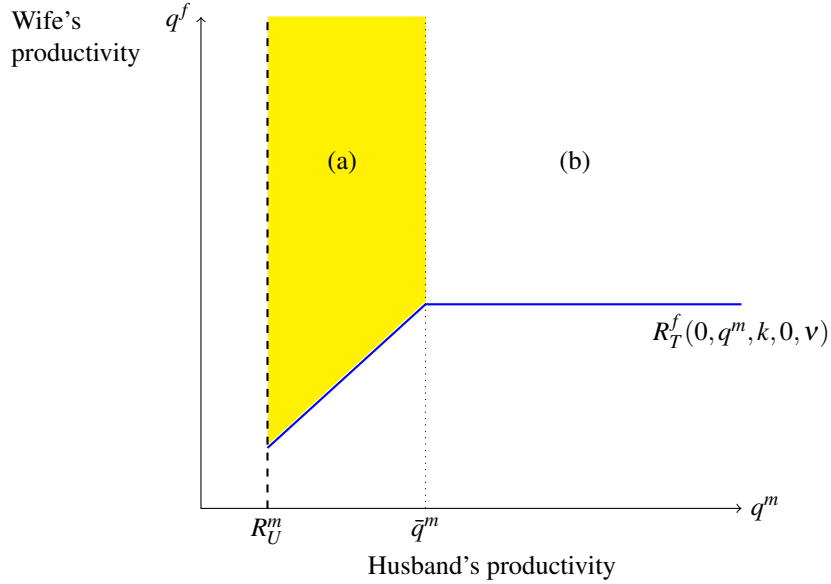 Wife's
productivity
q^f
(a)
(b)
R_T^f(0, q^m, k, 0, ν)
R_U^m
q̄^m
q^m
Husband's productivity